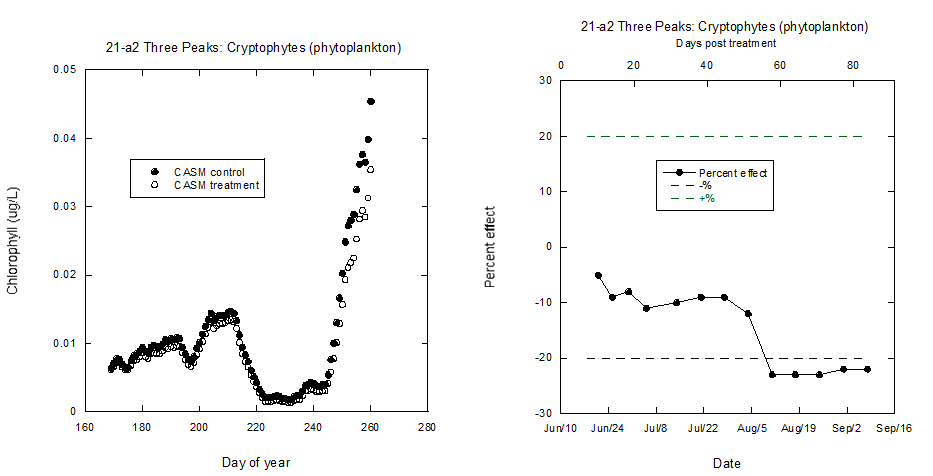 21-a2 Three Peaks: Cryptophytes (phytoplankton)
0.05
0.04
0.03
0.02
0.01
0
Chlorophyll (ug/L)
CASM control
CASM treatment
160 180 200 220 240 260 280
Day of year
21-a2 Three Peaks: Cryptophytes (phytoplankton)
Days post treatment
0 20 40 60 80
30
20
10
0
-10
-20
-30
Percent effect
Percent effect
-%
+%
Jun/10 Jun/24 Jul/8 Jul/22 Aug/5 Aug/19 Sep/2 Sep/16
Date